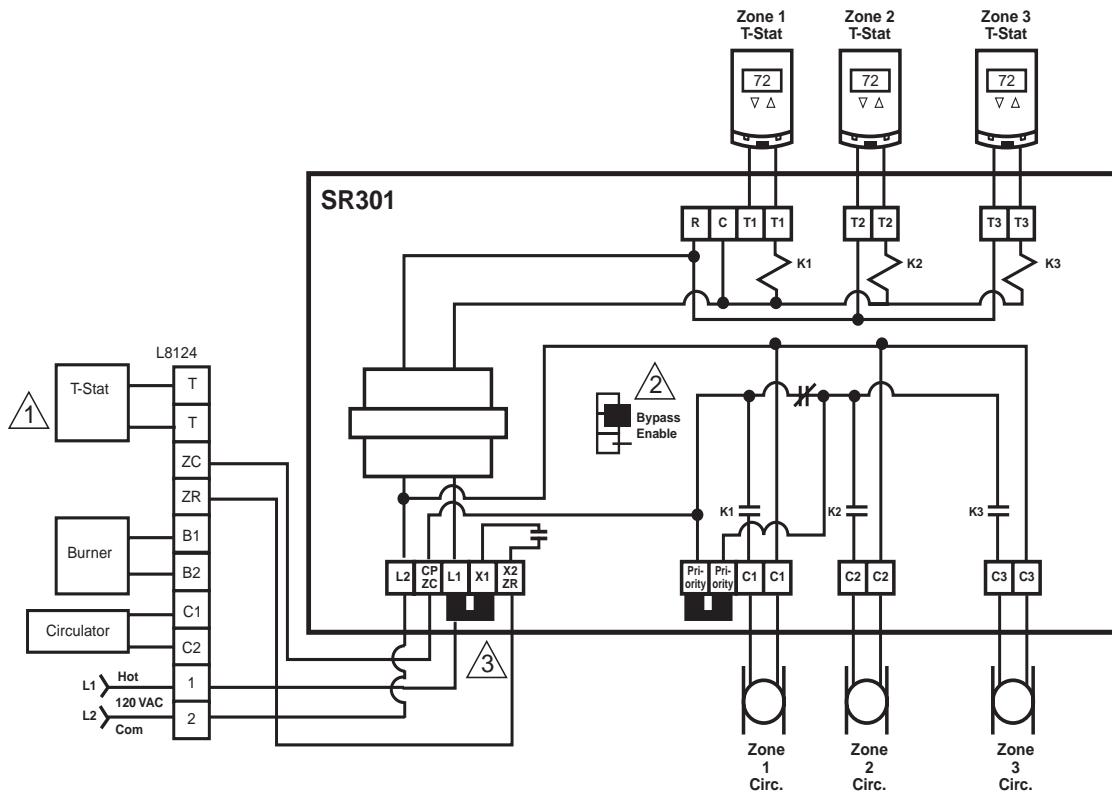 Zone 1
T-Stat
Zone 2
T-Stat
Zone 3
T-Stat
72
72
72
SR301
R
C
T1
T1
T2
T2
T3
T3
K1
K2
K3
L8124
T-Stat
T
1
T
ZC
ZR
Burner
B1
B2
Circulator
C1
C2
L1
Hot
1
120 VAC
L2
Com
2
2
Bypass
Enable
K1
K2
K3
L2
CP
ZC
L1
X1
X2
ZR
Pri-
ority
Pri-
ority
C1
C1
C2
C2
C3
C3
3
Zone
1
Circ.
Zone
2
Circ.
Zone
3
Circ.